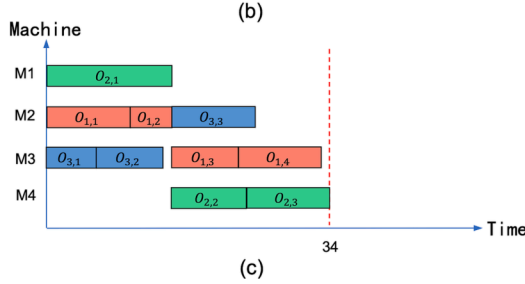 (b)
Machine
M1 O2,1
M2 O1,1 O1,2 O3,3
M3 O3,1 O3,2 O1,3 O1,4
M4 O2,2 O2,3
Time
34
(c)